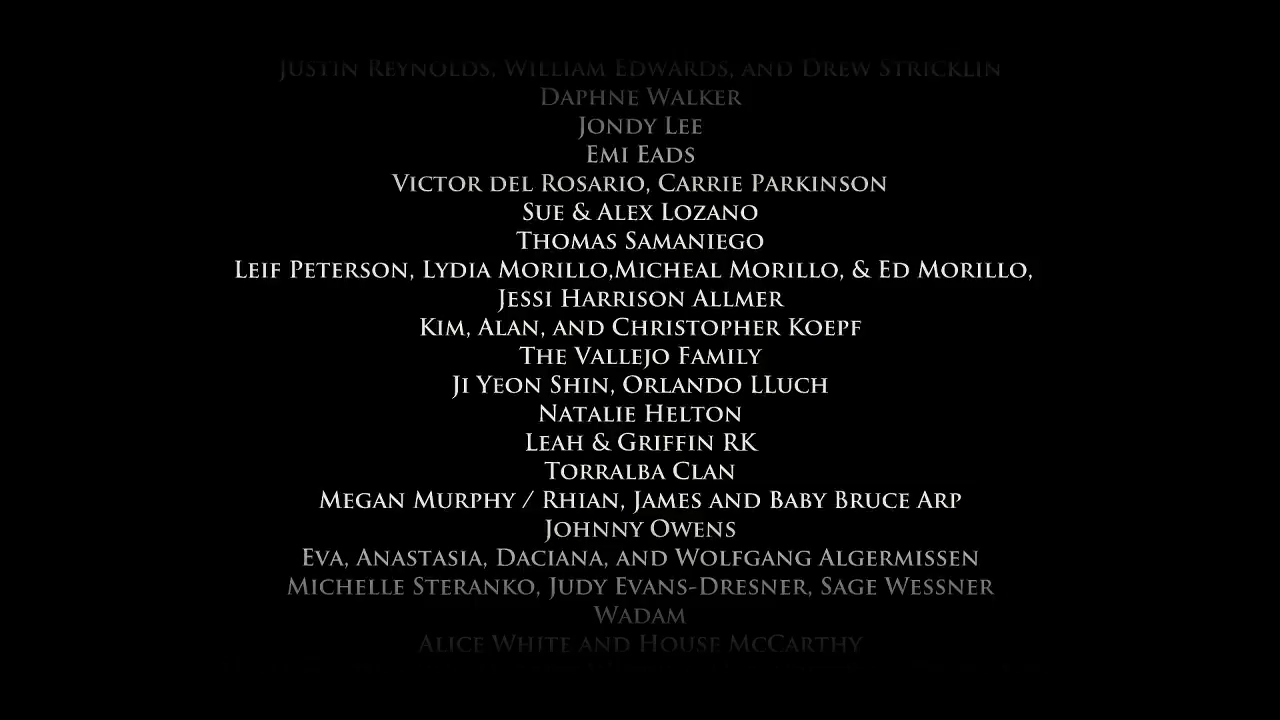 Justin Reynolds, William Edwards, and Drew Stricklin
Daphne Walker
Jondy Lee
Emi Eads
Victor del Rosario, Carrie Parkinson
Sue & Alex Lozano
Thomas Samaniego
Leif Peterson, Lydia Morillo,Micheal Morillo, & Ed Morillo,
Jessi Harrison Allmer
Kim, Alan, and Christopher Koepf
The Vallejo Family
Ji Yeon Shin, Orlando LLuch
Natalie Helton
Leah & Griffin RK
Torralba Clan
Megan Murphy / Rhian, James and Baby Bruce Arp
Johnny Owens
Eva, Anastasia, Daciana, and Wolfgang Algermissen
Michelle Steranko, Judy Evans-Dresner, Sage Wessner
Wadam
Alice White and House McCarthy